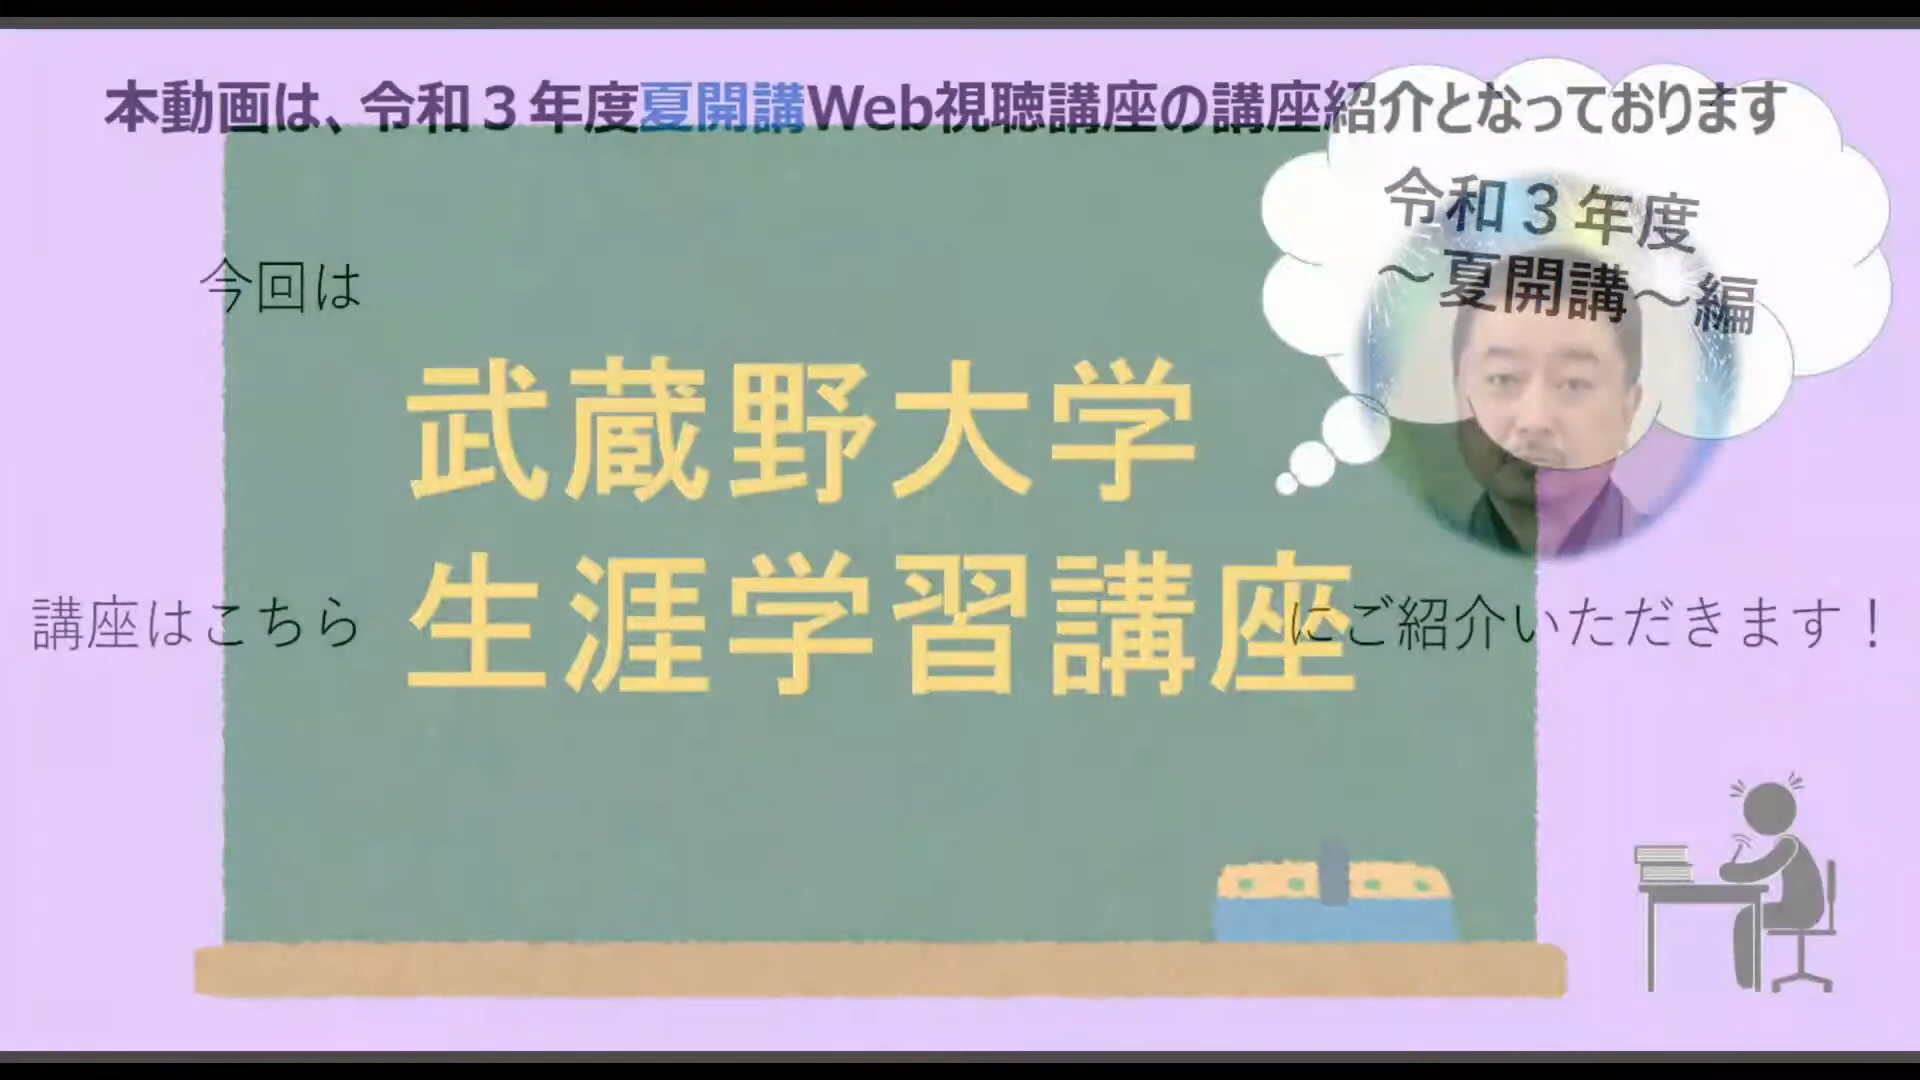 本動画は、令和３年度夏開講Web視聴講座の講座紹介となっております
令和３年度
～夏開講～編
今回は
武蔵野大学
生涯学習講座
講座はこちら
にご紹介いただきます！